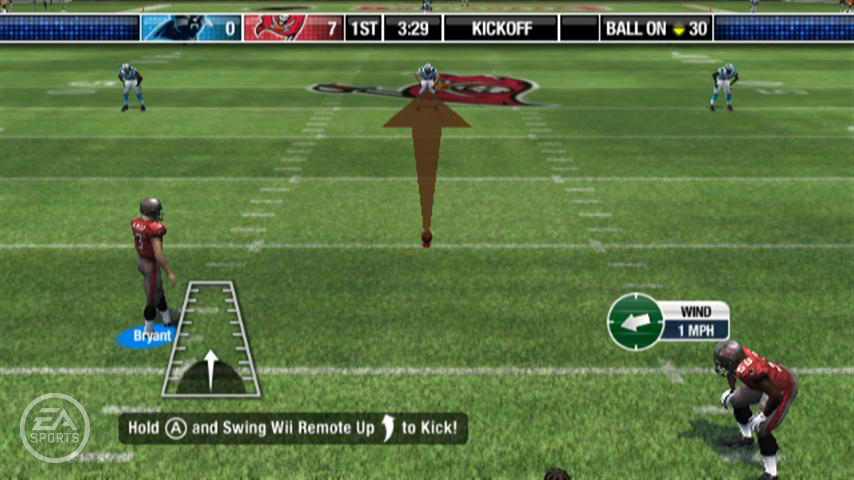 0 7 1ST 3:29 KICKOFF BALL ON 30
3
Bryant
WIND
1 MPH
Hold A and Swing Wii Remote Up to Kick!
EA
SPORTS